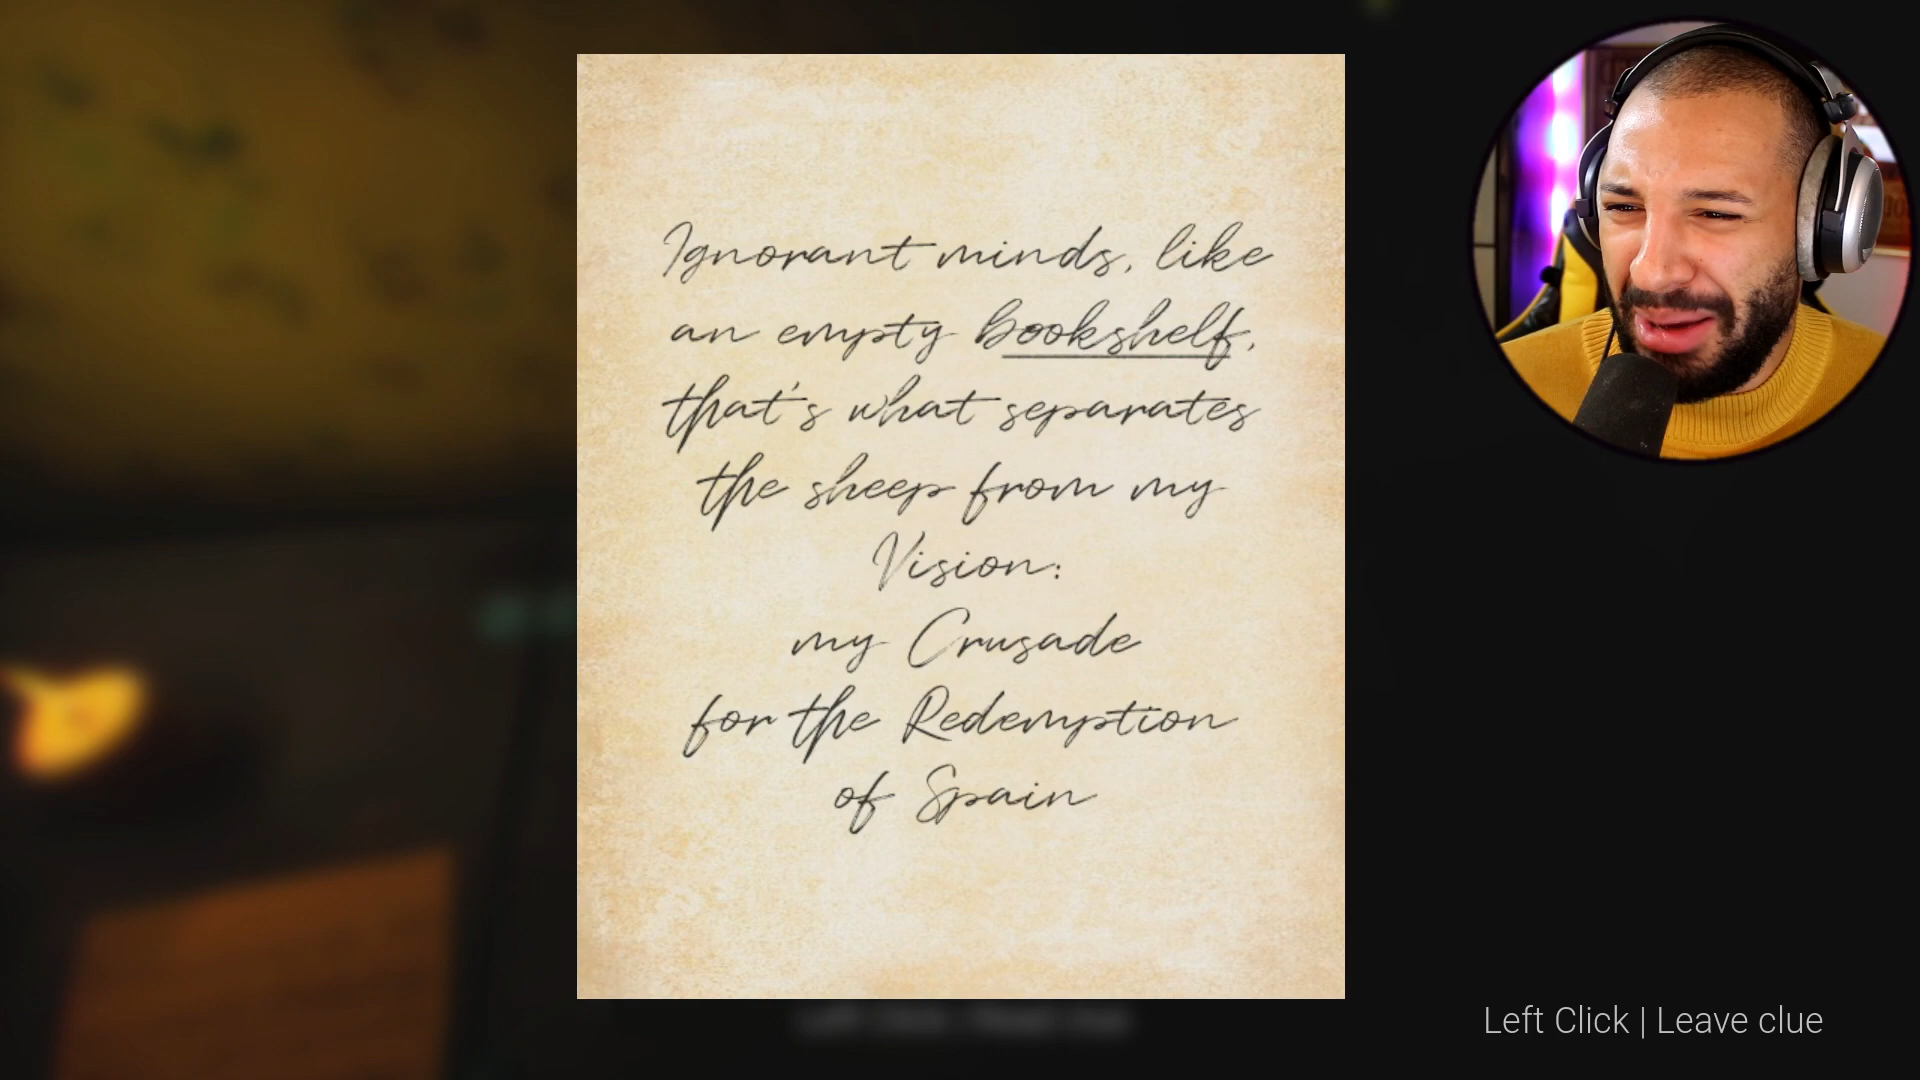 Ignorant minds, like
an empty bookshelf,
that's what separates
the sheep from my
Vision:
my Crusade
for the Redemption
of Spain
Left Click | Leave clue